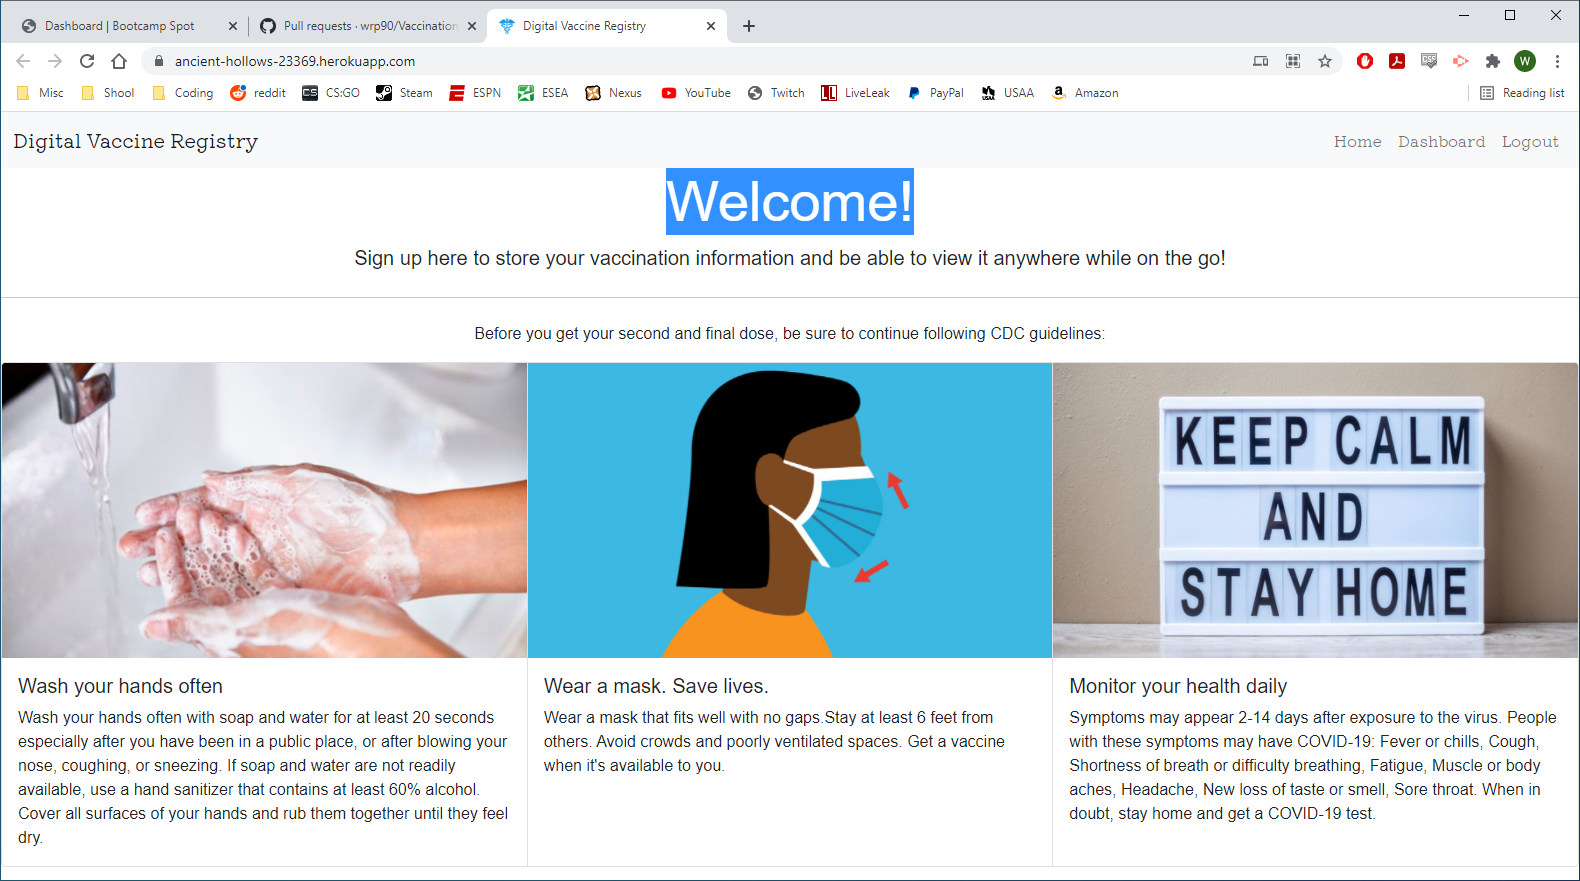 Dashboard | Bootcamp Spot
Pull requests · wrp90/Vaccination
Digital Vaccine Registry
ancient-hollows-23369.herokuapp.com
W
Misc Shool Coding reddit CS:GO Steam ESPN ESEA Nexus YouTube Twitch LiveLeak PayPal USAA Amazon Reading list
Digital Vaccine Registry Home Dashboard Logout
Welcome!
Sign up here to store your vaccination information and be able to view it anywhere while on the go!
Before you get your second and final dose, be sure to continue following CDC guidelines:
KEEP CALM
AND
STAY HOME
Wash your hands often
Wash your hands often with soap and water for at least 20 seconds
especially after you have been in a public place, or after blowing your
nose, coughing, or sneezing. If soap and water are not readily
available, use a hand sanitizer that contains at least 60% alcohol.
Cover all surfaces of your hands and rub them together until they feel
dry.
Wear a mask. Save lives.
Wear a mask that fits well with no gaps.Stay at least 6 feet from
others. Avoid crowds and poorly ventilated spaces. Get a vaccine
when it's available to you.
Monitor your health daily
Symptoms may appear 2-14 days after exposure to the virus. People
with these symptoms may have COVID-19: Fever or chills, Cough,
Shortness of breath or difficulty breathing, Fatigue, Muscle or body
aches, Headache, New loss of taste or smell, Sore throat. When in
doubt, stay home and get a COVID-19 test.